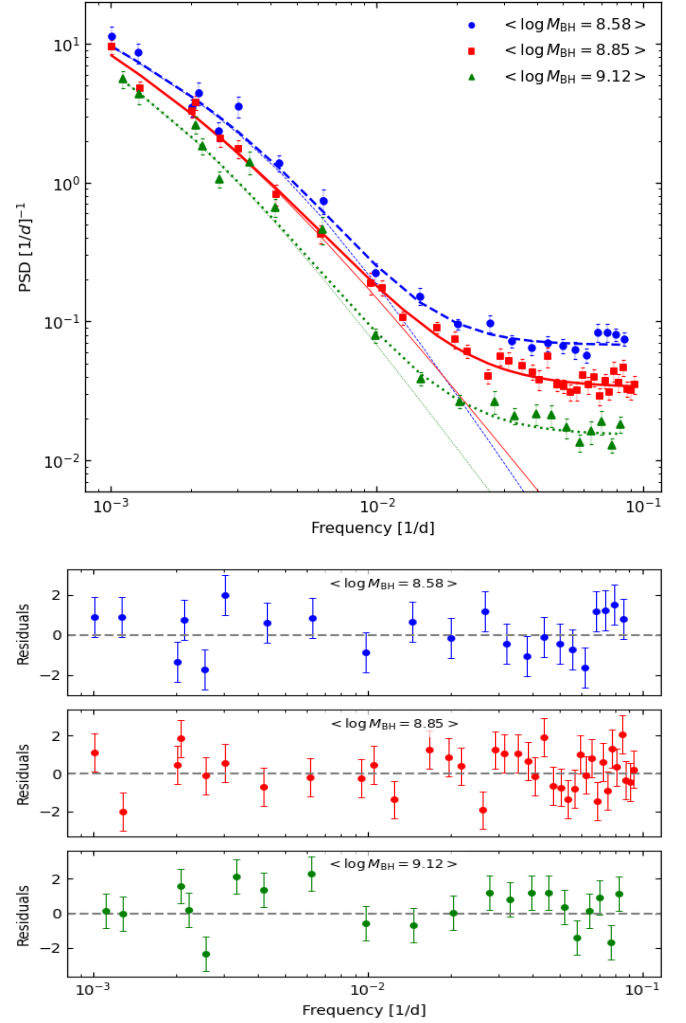 < log M_BH = 8.58 >
< log M_BH = 8.85 >
< log M_BH = 9.12 >
10^1
10^0
10^−1
10^−2
PSD [1/d]^−1
10^−3 10^−2 10^−1
Frequency [1/d]
< log M_BH = 8.58 >
2
0
−2
Residuals
< log M_BH = 8.85 >
2
0
−2
Residuals
< log M_BH = 9.12 >
2
0
−2
Residuals
10^−3 10^−2 10^−1
Frequency [1/d]